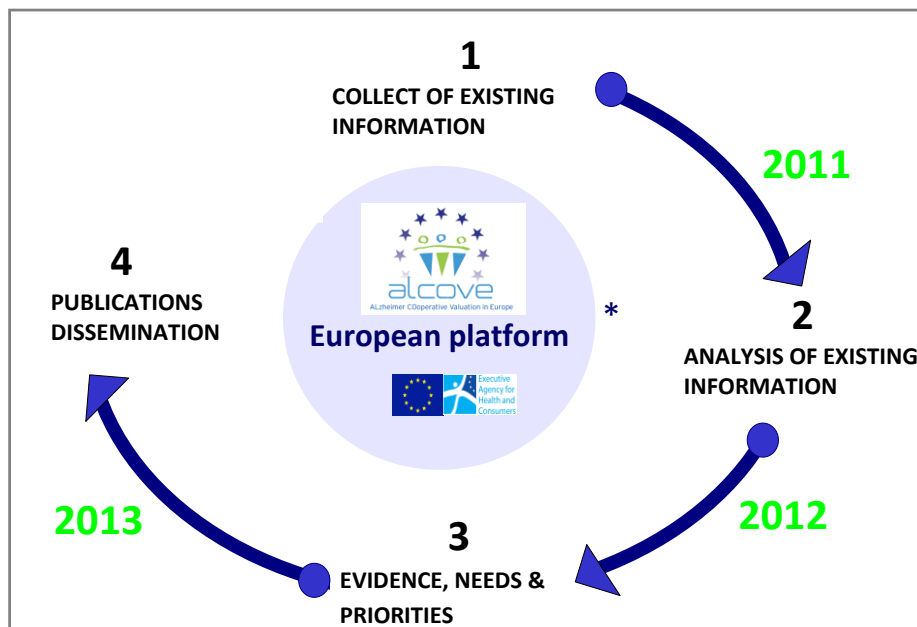 1
COLLECT OF EXISTING
INFORMATION
2011
2
ANALYSIS OF EXISTING
INFORMATION
2012
3
EVIDENCE, NEEDS &
PRIORITIES
2013
4
PUBLICATIONS
DISSEMINATION
alcove
ALzheimer COoperative Valuation in Europe
European platform
*
Executive
Agency for
Health and
Consumers